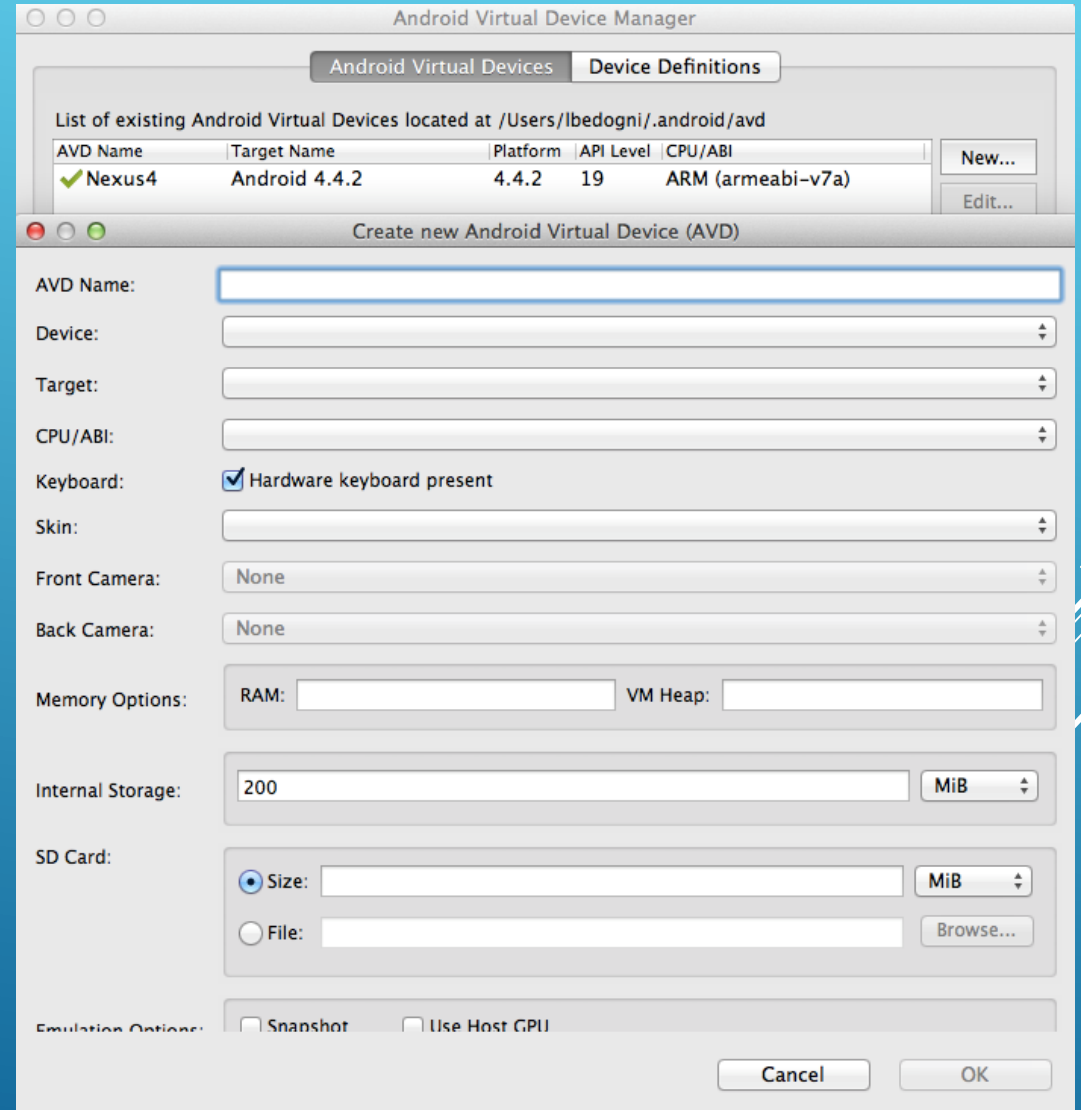 Android Virtual Device Manager
Android Virtual Devices Device Definitions
List of existing Android Virtual Devices located at /Users/lbedogni/.android/avd
AVD Name Target Name Platform API Level CPU/ABI
New...
Nexus4 Android 4.4.2 4.4.2 19 ARM (armeabi-v7a)
Edit...
Create new Android Virtual Device (AVD)
AVD Name:
Device:
Target:
CPU/ABI:
Keyboard: Hardware keyboard present
Skin:
Front Camera: None
Back Camera: None
Memory Options: RAM: VM Heap:
Internal Storage: 200 MiB
SD Card:
Size: MiB
File: Browse...
Emulation Options: Snapshot Use Host GPU
Cancel OK